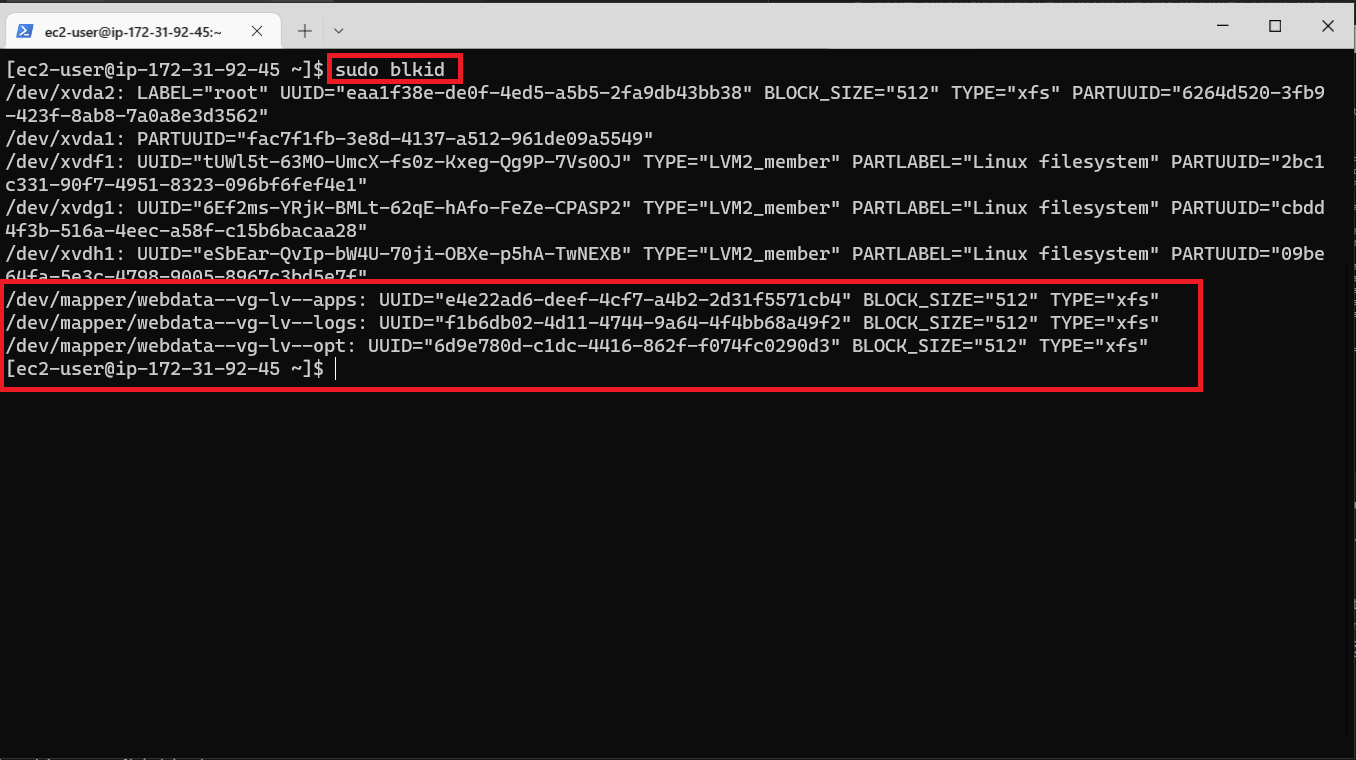 ec2-user@ip-172-31-92-45:~
[ec2-user@ip-172-31-92-45 ~]$ sudo blkid
/dev/xvda2: LABEL="root" UUID="eaa1f38e-de0f-4ed5-a5b5-2fa9db43bb38" BLOCK_SIZE="512" TYPE="xfs" PARTUUID="6264d520-3fb9
-423f-8ab8-7a0a8e3d3562"
/dev/xvda1: PARTUUID="fac7f1fb-3e8d-4137-a512-961de09a5549"
/dev/xvdf1: UUID="tUWl5t-63MO-UmcX-fs0z-Kxeg-Qg9P-7Vs0OJ" TYPE="LVM2_member" PARTLABEL="Linux filesystem" PARTUUID="2bc1
c331-90f7-4951-8323-096bf6fef4e1"
/dev/xvdg1: UUID="6Ef2ms-YRjK-BMLt-62qE-hAfo-FeZe-CPASP2" TYPE="LVM2_member" PARTLABEL="Linux filesystem" PARTUUID="cbdd
4f3b-516a-4eec-a58f-c15b6bacaa28"
/dev/xvdh1: UUID="eSbEar-QvIp-bW4U-70ji-OBXe-p5hA-TwNEXB" TYPE="LVM2_member" PARTLABEL="Linux filesystem" PARTUUID="09be
64fa-5e3c-4798-9005-8967c3bd5e7f"
/dev/mapper/webdata--vg-lv--apps: UUID="e4e22ad6-deef-4cf7-a4b2-2d31f5571cb4" BLOCK_SIZE="512" TYPE="xfs"
/dev/mapper/webdata--vg-lv--logs: UUID="f1b6db02-4d11-4744-9a64-4f4bb68a49f2" BLOCK_SIZE="512" TYPE="xfs"
/dev/mapper/webdata--vg-lv--opt: UUID="6d9e780d-c1dc-4416-862f-f074fc0290d3" BLOCK_SIZE="512" TYPE="xfs"
[ec2-user@ip-172-31-92-45 ~]$